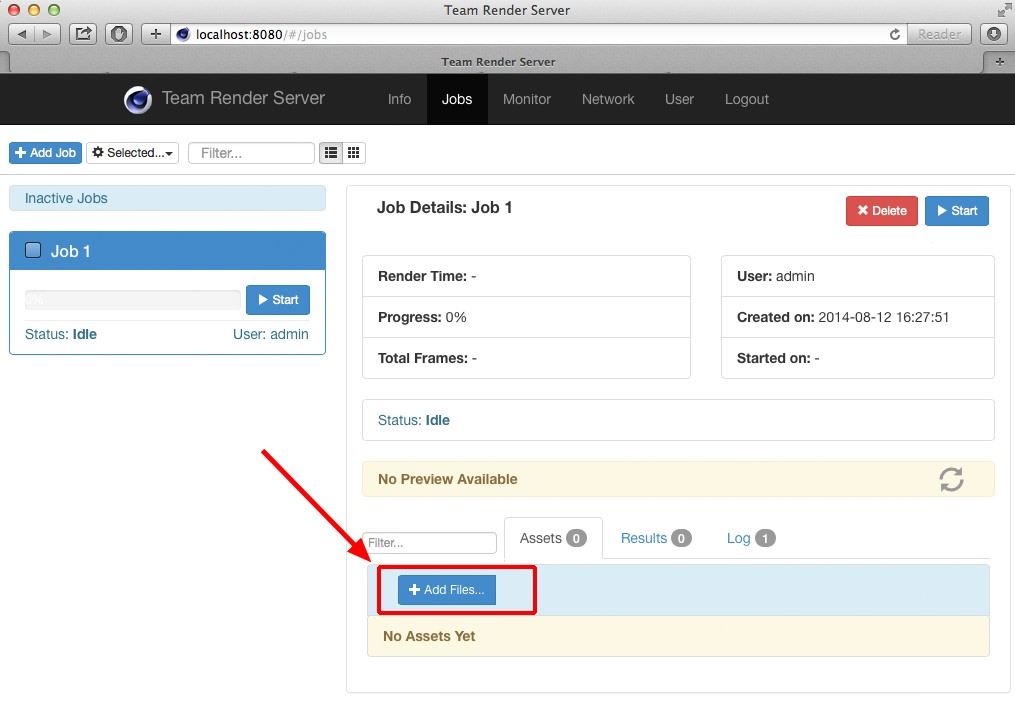 Team Render Server
localhost:8080/#/jobs
Reader
Team Render Server
Team Render Server Info Jobs Monitor Network User Logout
Add Job Selected... Filter...
Inactive Jobs
Job 1
Start
Status: Idle User: admin
Job Details: Job 1 Delete Start
Render Time: -
Progress: 0%
Total Frames: -
User: admin
Created on: 2014-08-12 16:27:51
Started on: -
Status: Idle
No Preview Available
Filter... Assets 0 Results 0 Log 1
Add Files...
No Assets Yet